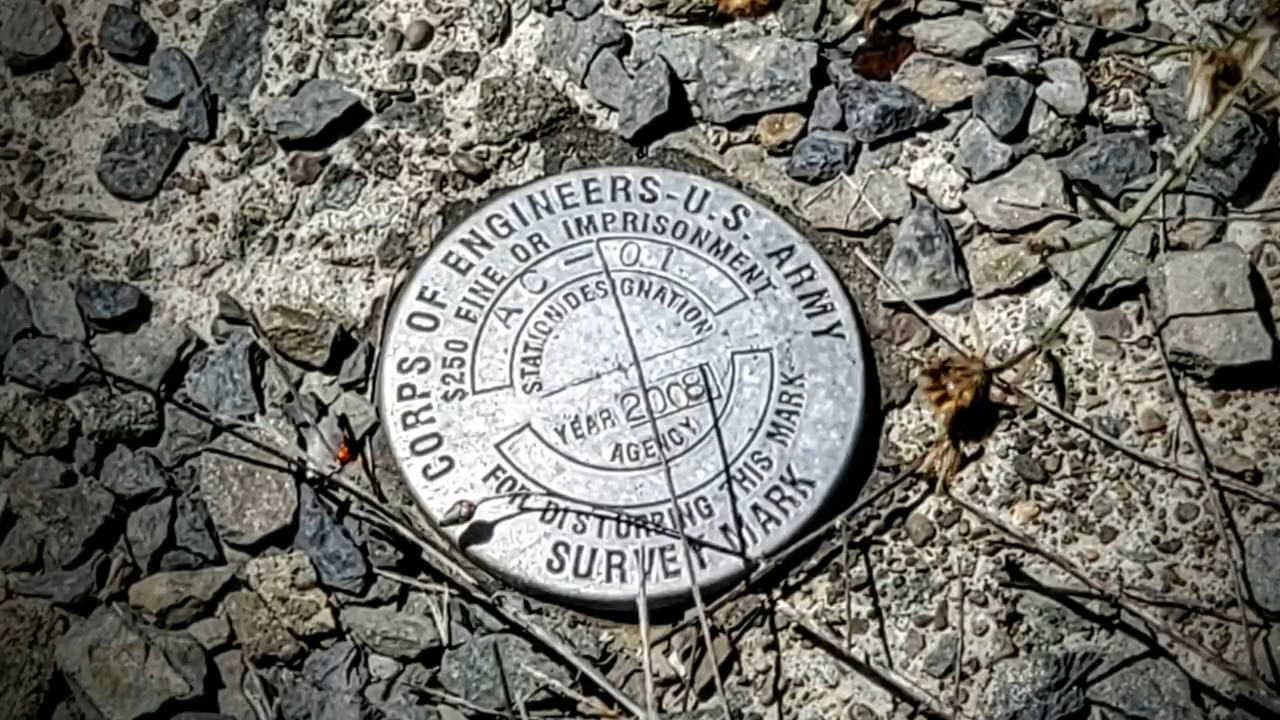 CORPS OF ENGINEERS-U.S. ARMY
$250 FINE OR IMPRISONMENT
AC-01
STATION DESIGNATION
YEAR 2008
AGENCY
FOR DISTURBING THIS MARK-
SURVEY MARK